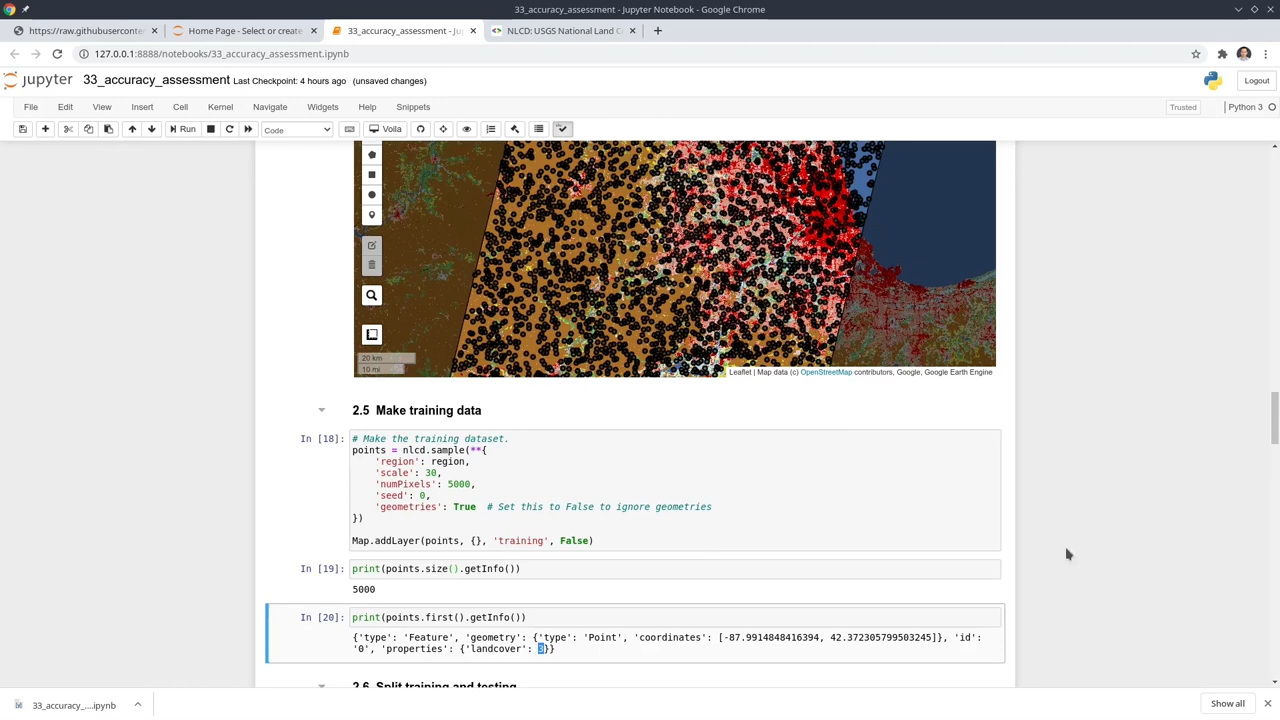 33_accuracy_assessment - Jupyter Notebook - Google Chrome
https://raw.githubuserconte
Home Page - Select or create
33_accuracy_assessment - Ju
NLCD: USGS National Land C
127.0.0.1:8888/notebooks/33_accuracy_assessment.ipynb
jupyter 33_accuracy_assessment Last Checkpoint: 4 hours ago (unsaved changes)
Logout
File Edit View Insert Cell Kernel Navigate Widgets Help Snippets
Trusted
Python 3
Run
Code
Voila
20 km
10 mi
Leaflet | Map data (c) OpenStreetMap contributors, Google, Google Earth Engine
2.5 Make training data
In [18]:
# Make the training dataset.
points = nlcd.sample(**{
'region': region,
'scale': 30,
'numPixels': 5000,
'seed': 0,
'geometries': True # Set this to False to ignore geometries
})
Map.addLayer(points, {}, 'training', False)
In [19]: print(points.size().getInfo())
5000
In [20]: print(points.first().getInfo())
{'type': 'Feature', 'geometry': {'type': 'Point', 'coordinates': [-87.9914848416394, 42.372305799503245]}, 'id':
'0', 'properties': {'landcover': 3}}
2.6 Split training and testing
33_accuracy_....ipynb
Show all